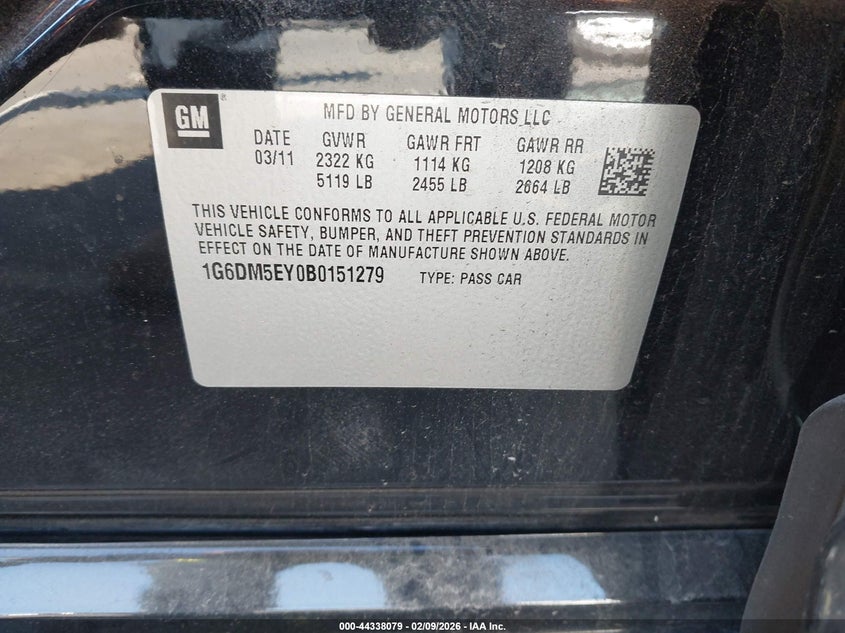 GM ®
MFD BY GENERAL MOTORS LLC
DATE GVWR GAWR FRT GAWR RR
03/11 2322 KG 1114 KG 1208 KG
5119 LB 2455 LB 2664 LB
THIS VEHICLE CONFORMS TO ALL APPLICABLE U.S. FEDERAL MOTOR
VEHICLE SAFETY, BUMPER, AND THEFT PREVENTION STANDARDS IN
EFFECT ON THE DATE OF MANUFACTURE SHOWN ABOVE.
1G6DM5EY0B0151279 TYPE: PASS CAR
000-44338079 - 02/09/2026 - IAA Inc.